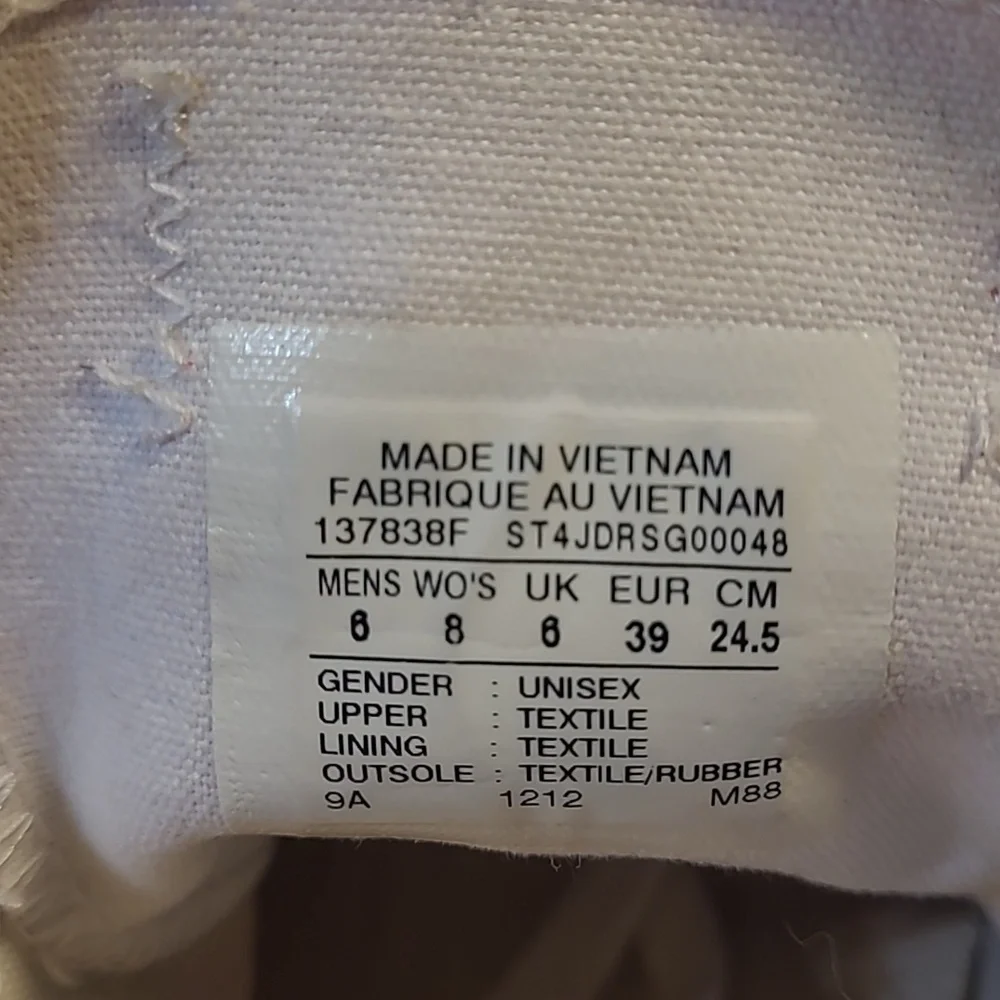 MADE IN VIETNAM
FABRIQUE AU VIETNAM
137838F ST4JDRSG00048
MENS WO'S UK EUR CM
6 8 6 39 24.5
GENDER : UNISEX
UPPER : TEXTILE
LINING : TEXTILE
OUTSOLE : TEXTILE/RUBBER
9A 1212 M88